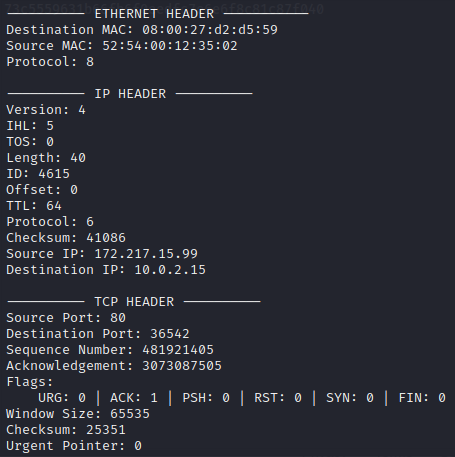 ---------- ETHERNET HEADER -----------
Destination MAC: 08:00:27:d2:d5:59
Source MAC: 52:54:00:12:35:02
Protocol: 8
---------- IP HEADER ----------
Version: 4
IHL: 5
TOS: 0
Length: 40
ID: 4615
Offset: 0
TTL: 64
Protocol: 6
Checksum: 41086
Source IP: 172.217.15.99
Destination IP: 10.0.2.15
---------- TCP HEADER ----------
Source Port: 80
Destination Port: 36542
Sequence Number: 481921405
Acknowledgement: 3073087505
Flags:
URG: 0 | ACK: 1 | PSH: 0 | RST: 0 | SYN: 0 | FIN: 0
Window Size: 65535
Checksum: 25351
Urgent Pointer: 0